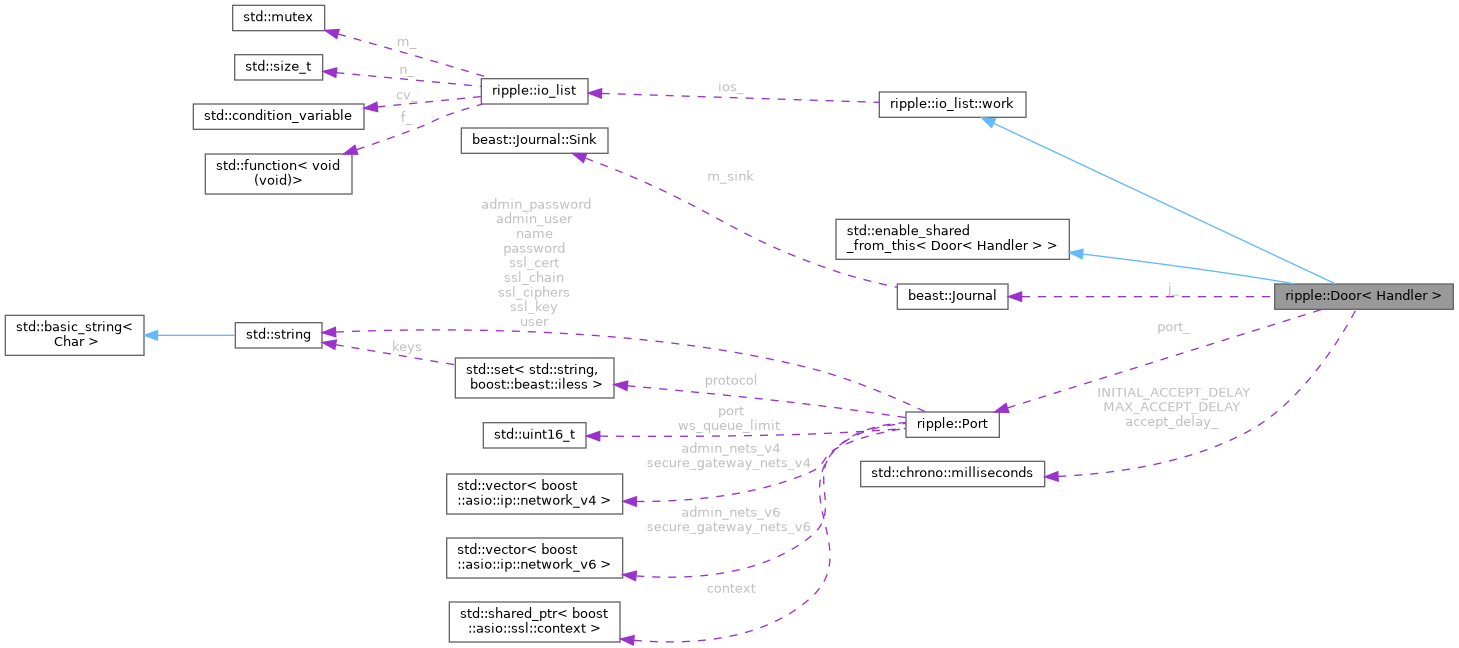 std::mutex
m_
std::size_t
n_
ripple::io_list
ios_
cv_
ripple::io_list::work
std::condition_variable
f_
beast::Journal::Sink
std::function< void
(void)>
m_sink
admin_password
admin_user
name
password
ssl_cert
ssl_chain
ssl_ciphers
ssl_key
user
std::enable_shared
_from_this< Door< Handler > >
beast::Journal
j_
ripple::Door< Handler >
std::basic_string<
Char >
std::string
port_
keys
std::set< std::string,
boost::beast::iless >
protocol
INITIAL_ACCEPT_DELAY
MAX_ACCEPT_DELAY
accept_delay_
port
ws_queue_limit
std::uint16_t
ripple::Port
admin_nets_v4
secure_gateway_nets_v4
std::chrono::milliseconds
std::vector< boost
::asio::ip::network_v4 >
admin_nets_v6
secure_gateway_nets_v6
std::vector< boost
::asio::ip::network_v6 >
context
std::shared_ptr< boost
::asio::ssl::context >